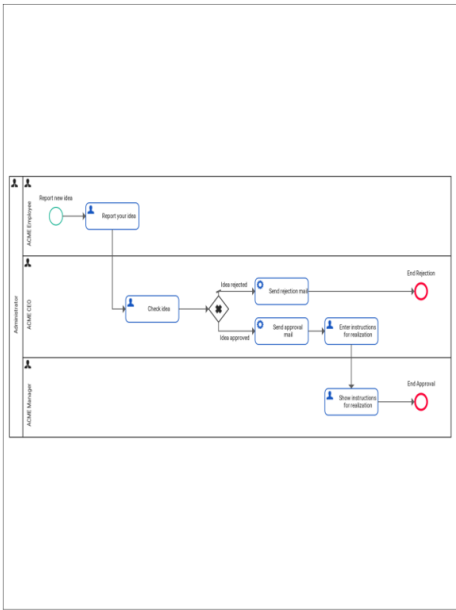 Administrator
ACME Employee
Report new idea
Report your idea
ACME CEO
Check idea
Idea rejected
Idea approved
Send rejection mail
Send approval
mail
Enter instructions
for realization
End Rejection
ACME Manager
Show instructions
for realization
End Approval